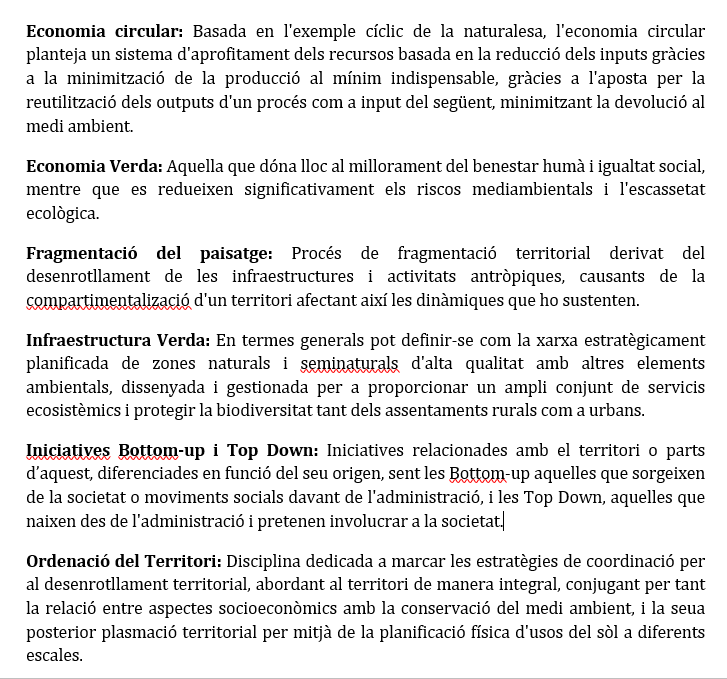 Economia circular: Basada en l'exemple cíclic de la naturalesa, l'economia circular
planteja un sistema d'aprofitament dels recursos basada en la reducció dels inputs gràcies
a la minimització de la producció al mínim indispensable, gràcies a l'aposta per la
reutilització dels outputs d'un procés com a input del següent, minimitzant la devolució al
medi ambient.
Economia Verda: Aquella que dóna lloc al millorament del benestar humà i igualtat social,
mentre que es redueixen significativament els riscos mediambientals i l'escassetat
ecològica.
Fragmentació del paisatge: Procés de fragmentació territorial derivat del
desenrotllament de les infraestructures i activitats antròpiques, causants de la
compartimentalizació d'un territori afectant així les dinàmiques que ho sustenten.
Infraestructura Verda: En termes generals pot definir-se com la xarxa estratègicament
planificada de zones naturals i seminaturals d'alta qualitat amb altres elements
ambientals, dissenyada i gestionada per a proporcionar un ampli conjunt de servicis
ecosistèmics i protegir la biodiversitat tant dels assentaments rurals com a urbans.
Iniciatives Bottom-up i Top Down: Iniciatives relacionades amb el territori o parts
d’aquest, diferenciades en funció del seu origen, sent les Bottom-up aquelles que sorgeixen
de la societat o moviments socials davant de l'administració, i les Top Down, aquelles que
naixen des de l'administració i pretenen involucrar a la societat.
Ordenació del Territori: Disciplina dedicada a marcar les estratègies de coordinació per
al desenrotllament territorial, abordant al territori de manera integral, conjugant per tant
la relació entre aspectes socioeconòmics amb la conservació del medi ambient, i la seua
posterior plasmació territorial per mitjà de la planificació física d'usos del sòl a diferents
escales.